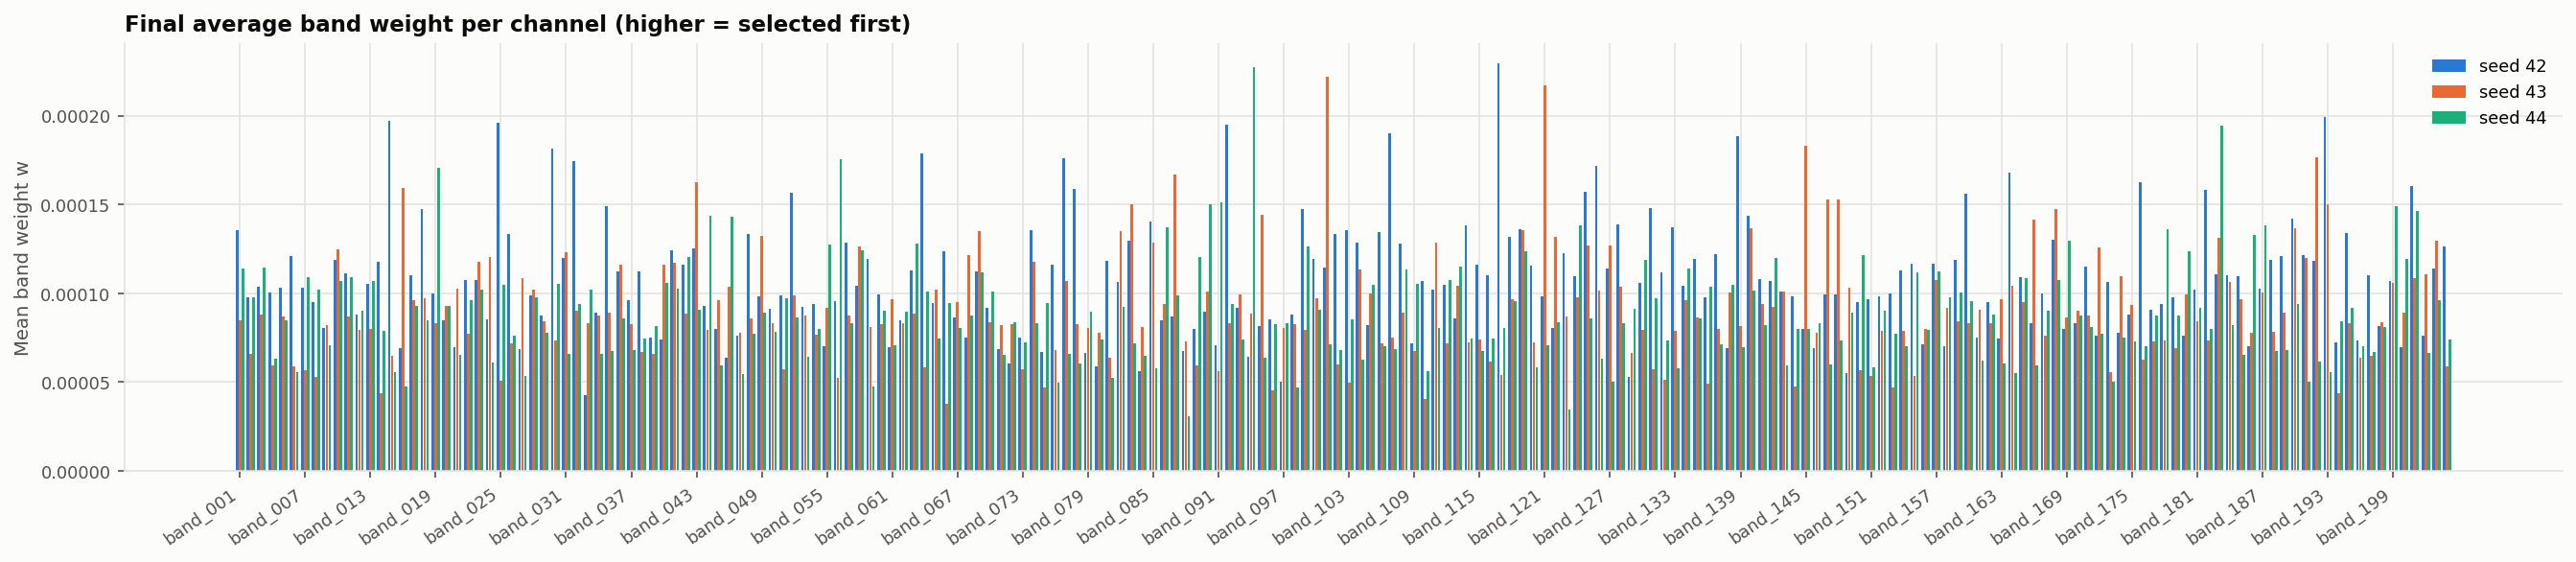 Final average band weight per channel (higher = selected first)
seed 42
seed 43
seed 44
Mean band weight w
0.00020
0.00015
0.00010
0.00005
0.00000
band_001
band_007
band_013
band_019
band_025
band_031
band_037
band_043
band_049
band_055
band_061
band_067
band_073
band_079
band_085
band_091
band_097
band_103
band_109
band_115
band_121
band_127
band_133
band_139
band_145
band_151
band_157
band_163
band_169
band_175
band_181
band_187
band_193
band_199